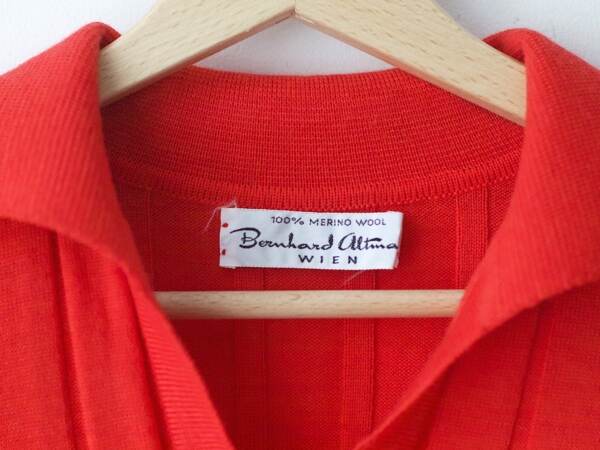 100% MERINO WOOL
Bernhard Altma
WIEN